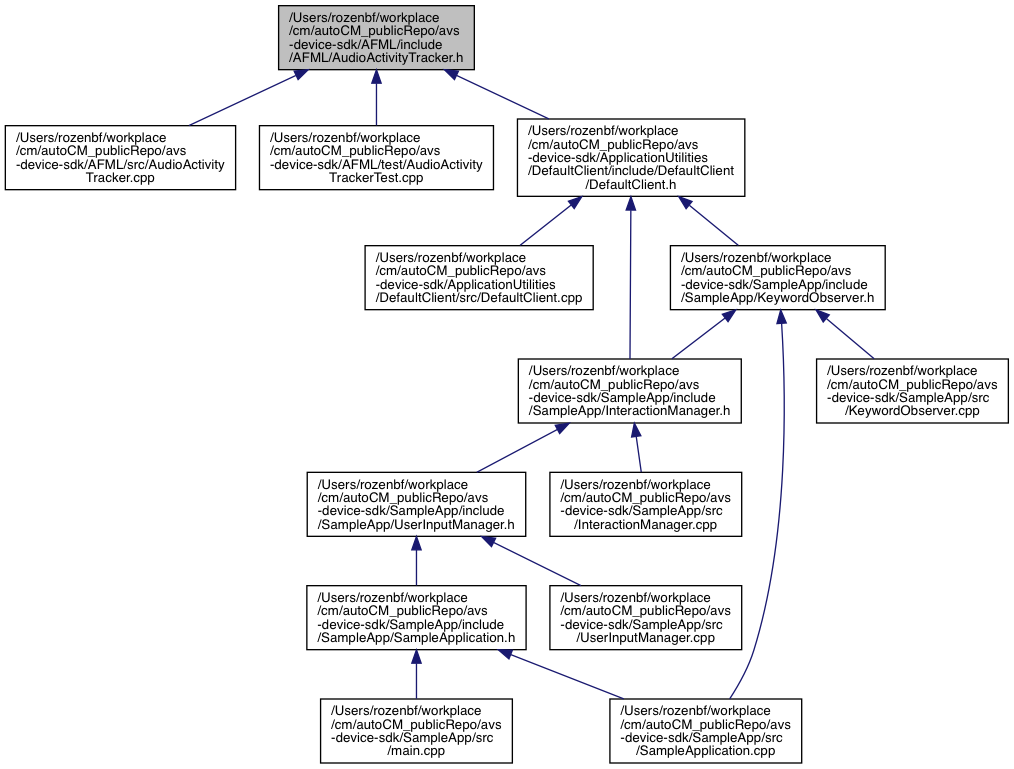 /Users/rozenbf/workplace
/cm/autoCM_publicRepo/avs
-device-sdk/AFML/include
/AFML/AudioActivityTracker.h
/Users/rozenbf/workplace
/cm/autoCM_publicRepo/avs
-device-sdk/AFML/src/AudioActivity
Tracker.cpp
/Users/rozenbf/workplace
/cm/autoCM_publicRepo/avs
-device-sdk/AFML/test/AudioActivity
TrackerTest.cpp
/Users/rozenbf/workplace
/cm/autoCM_publicRepo/avs
-device-sdk/ApplicationUtilities
/DefaultClient/include/DefaultClient
/DefaultClient.h
/Users/rozenbf/workplace
/cm/autoCM_publicRepo/avs
-device-sdk/ApplicationUtilities
/DefaultClient/src/DefaultClient.cpp
/Users/rozenbf/workplace
/cm/autoCM_publicRepo/avs
-device-sdk/SampleApp/include
/SampleApp/KeywordObserver.h
/Users/rozenbf/workplace
/cm/autoCM_publicRepo/avs
-device-sdk/SampleApp/include
/SampleApp/InteractionManager.h
/Users/rozenbf/workplace
/cm/autoCM_publicRepo/avs
-device-sdk/SampleApp/src
/KeywordObserver.cpp
/Users/rozenbf/workplace
/cm/autoCM_publicRepo/avs
-device-sdk/SampleApp/include
/SampleApp/UserInputManager.h
/Users/rozenbf/workplace
/cm/autoCM_publicRepo/avs
-device-sdk/SampleApp/src
/InteractionManager.cpp
/Users/rozenbf/workplace
/cm/autoCM_publicRepo/avs
-device-sdk/SampleApp/include
/SampleApp/SampleApplication.h
/Users/rozenbf/workplace
/cm/autoCM_publicRepo/avs
-device-sdk/SampleApp/src
/UserInputManager.cpp
/Users/rozenbf/workplace
/cm/autoCM_publicRepo/avs
-device-sdk/SampleApp/src
/main.cpp
/Users/rozenbf/workplace
/cm/autoCM_publicRepo/avs
-device-sdk/SampleApp/src
/SampleApplication.cpp